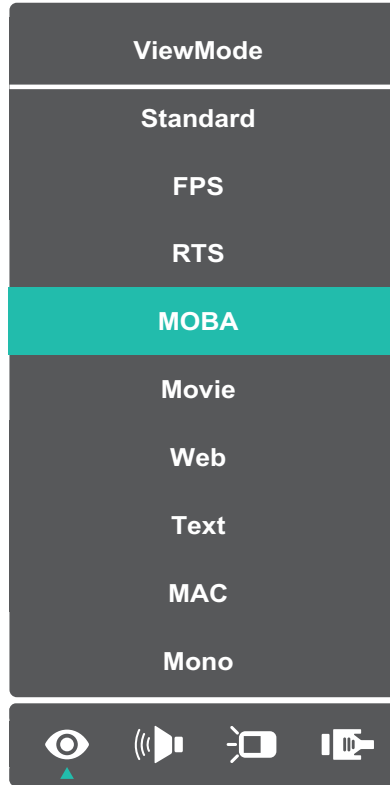 ViewMode
Standard
FPS
RTS
MOBA
Movie
Web
Text
MAC
Mono